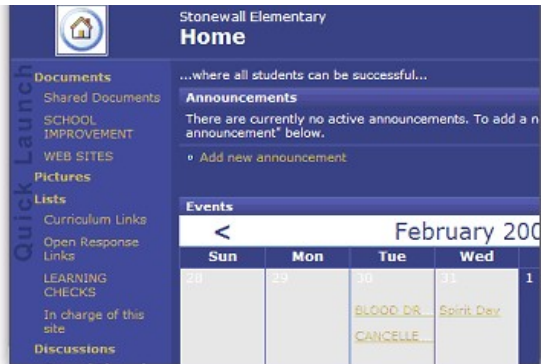 Stonewall Elementary
Home
Quick Launch
Documents
Shared Documents
SCHOOL
IMPROVEMENT
WEB SITES
Pictures
Lists
Curriculum Links
Open Response
Links
LEARNING
CHECKS
In charge of this
site
Discussions
...where all students can be successful...
Announcements
There are currently no active announcements. To add a n
announcement" below.
Add new announcement
Events
< February 200
Sun Mon Tue Wed
28 29 30 31 1
BLOOD DR... Spirit Day
CANCELLE...